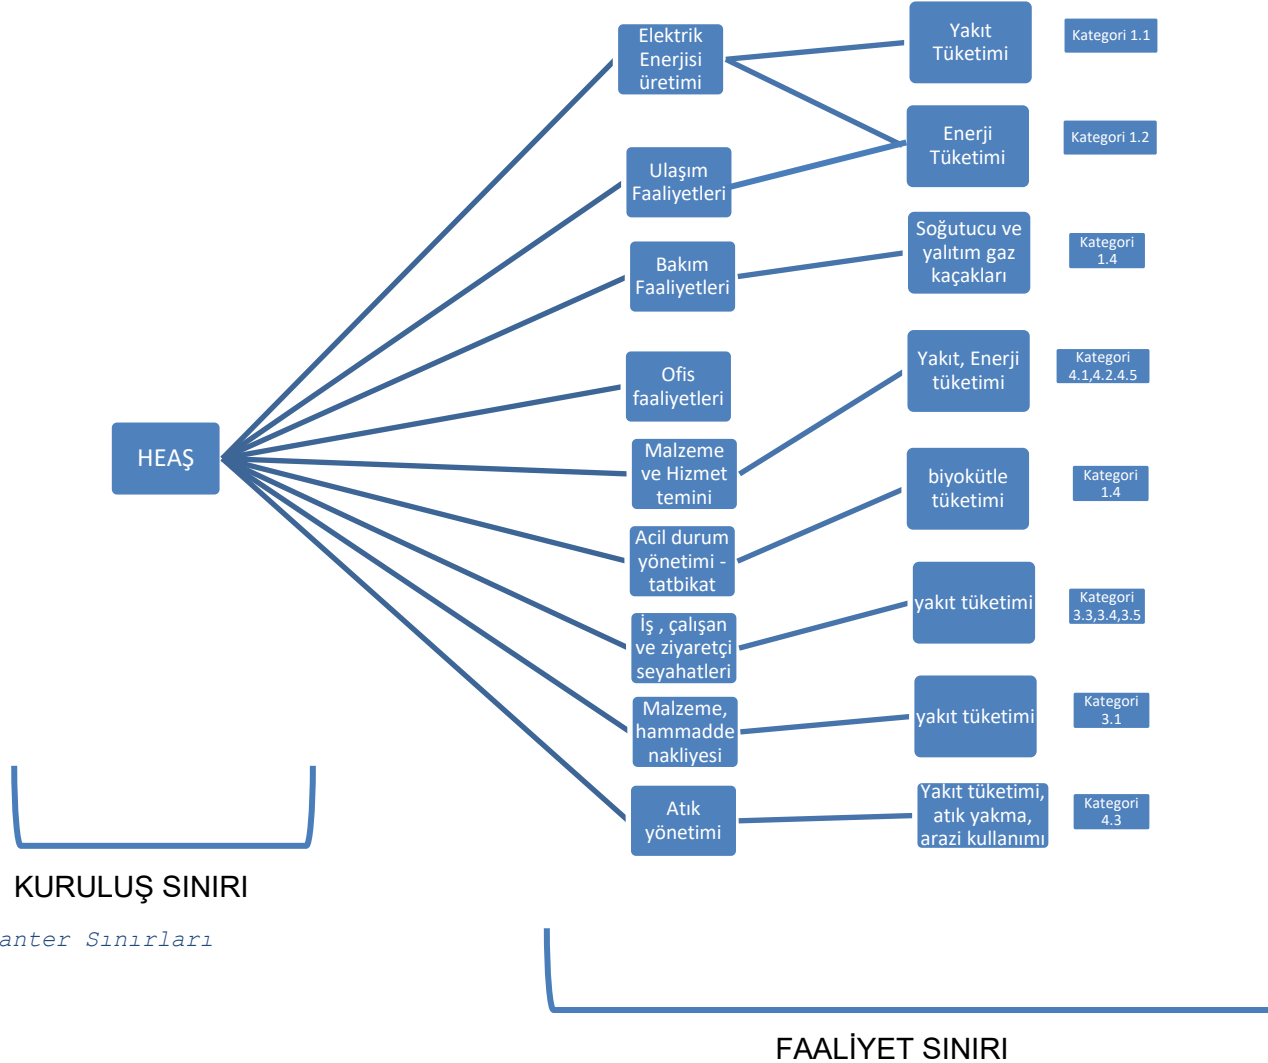 HEAŞ
Elektrik
Enerjisi
üretimi
Yakıt
Tüketimi
Kategori 1.1
Enerji
Tüketimi
Kategori 1.2
Ulaşım
Faaliyetleri
Bakım
Faaliyetleri
Soğutucu ve
yalıtım gaz
kaçakları
Kategori
1.4
Ofis
faaliyetleri
Malzeme
ve Hizmet
temini
Yakıt, Enerji
tüketimi
Kategori
4.1,4.2.4.5
Acil durum
yönetimi -
tatbikat
biyokütle
tüketimi
Kategori
1.4
İş , çalışan
ve ziyaretçi
seyahatleri
yakıt tüketimi
Kategori
3.3,3.4,3.5
Malzeme,
hammadde
nakliyesi
yakıt tüketimi
Kategori
3.1
Atık
yönetimi
Yakıt tüketimi,
atık yakma,
arazi kullanımı
Kategori
4.3
KURULUŞ SINIRI
anter Sınırları
FAALİYET SINIRI